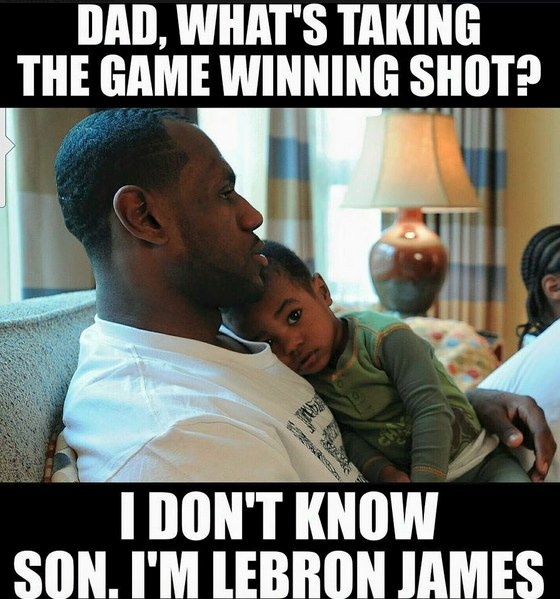 DAD, WHAT'S TAKING
THE GAME WINNING SHOT?
I DON'T KNOW
SON. I'M LEBRON JAMES